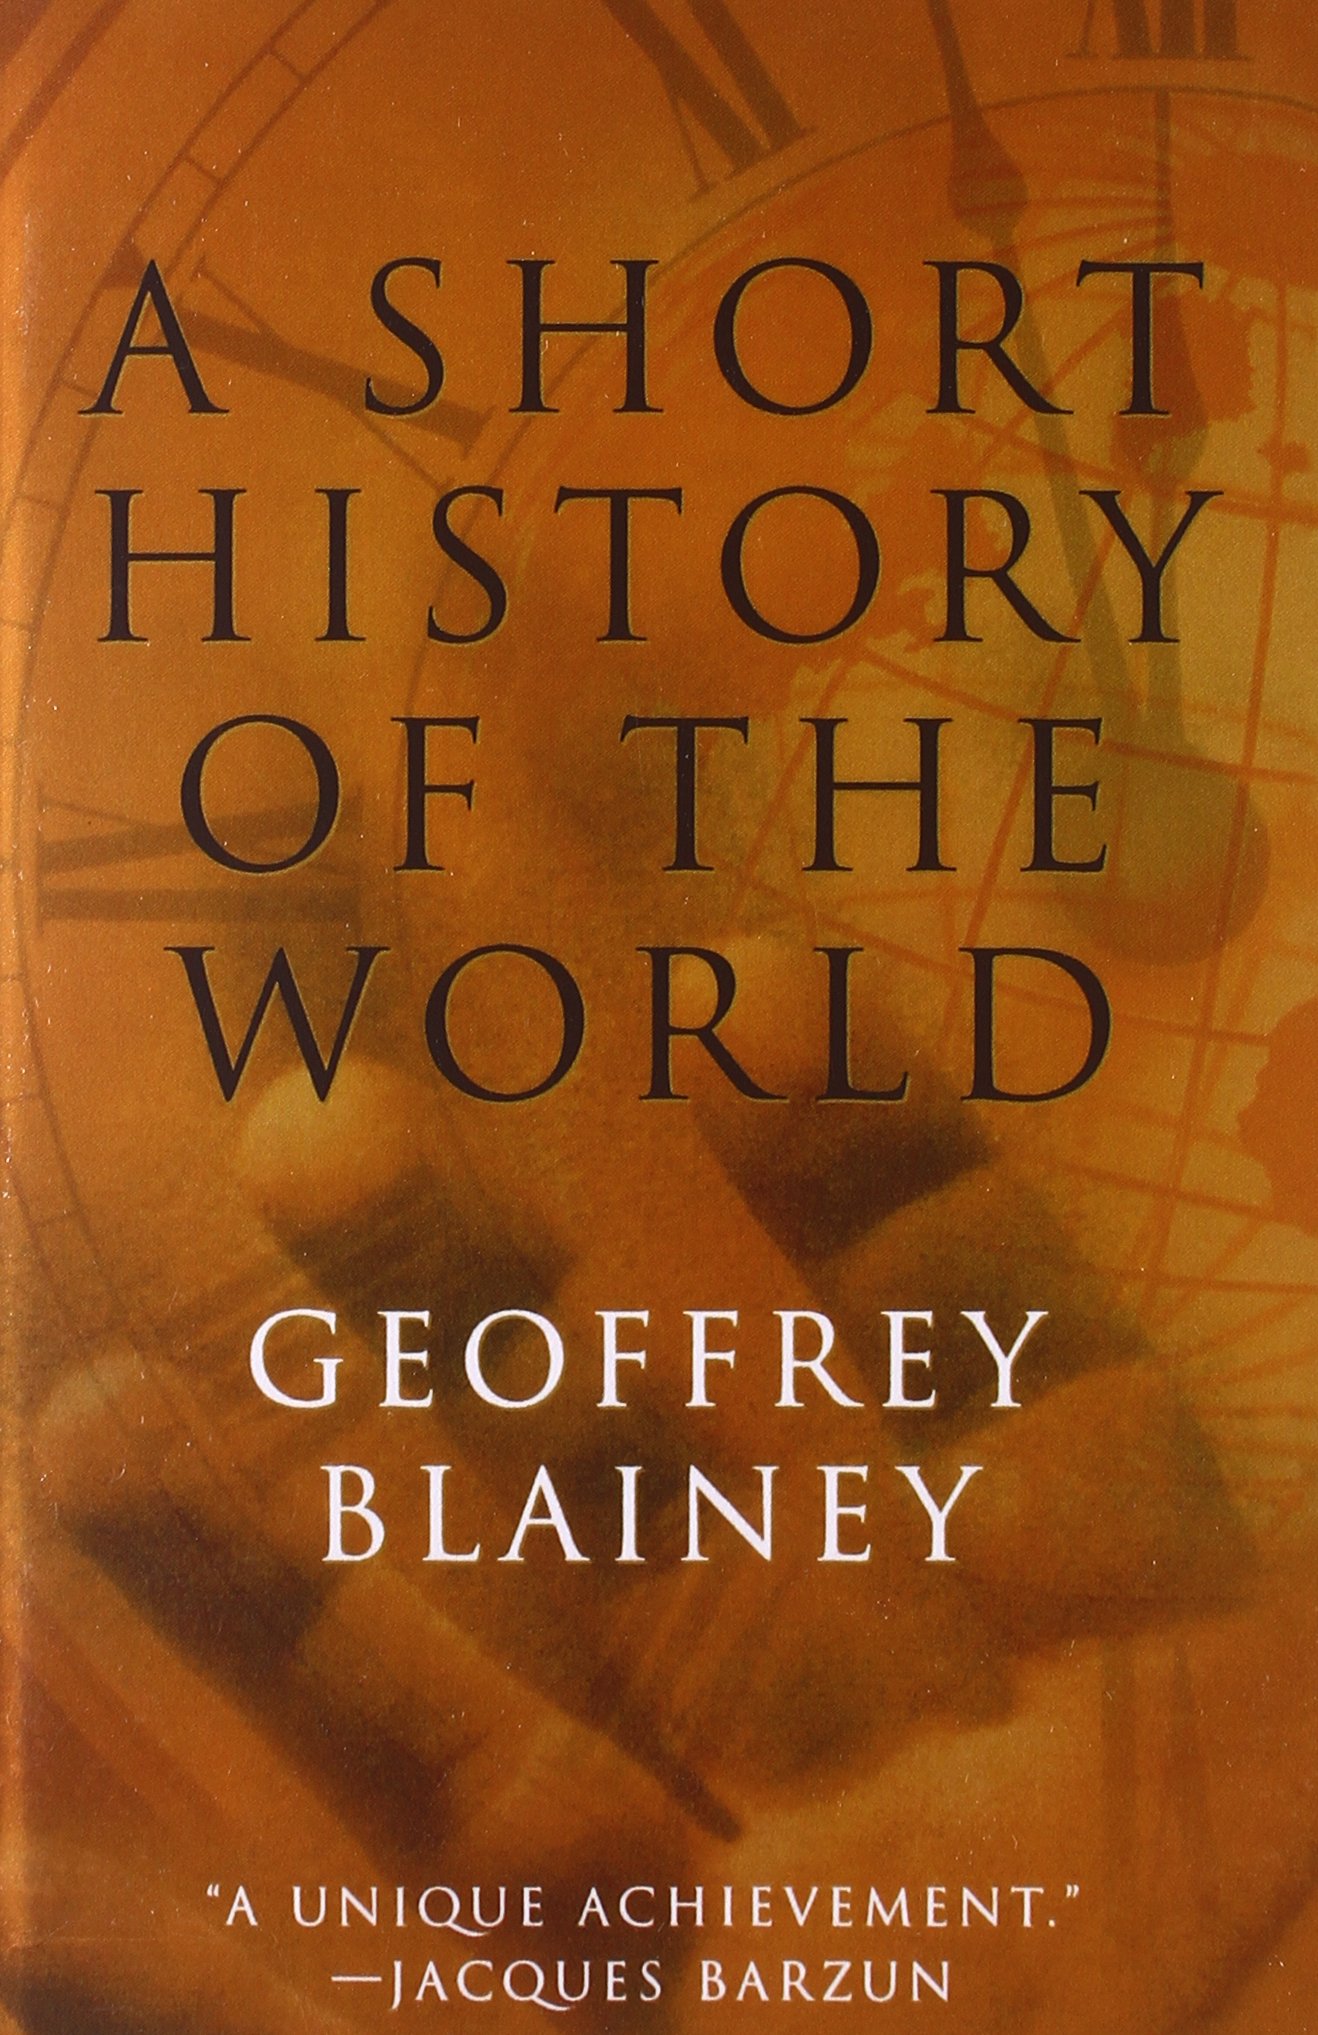 A SHORT
HISTORY
OF THE
WORLD
GEOFFREY
BLAINEY
“A UNIQUE ACHIEVEMENT.”
—JACQUES BARZUN